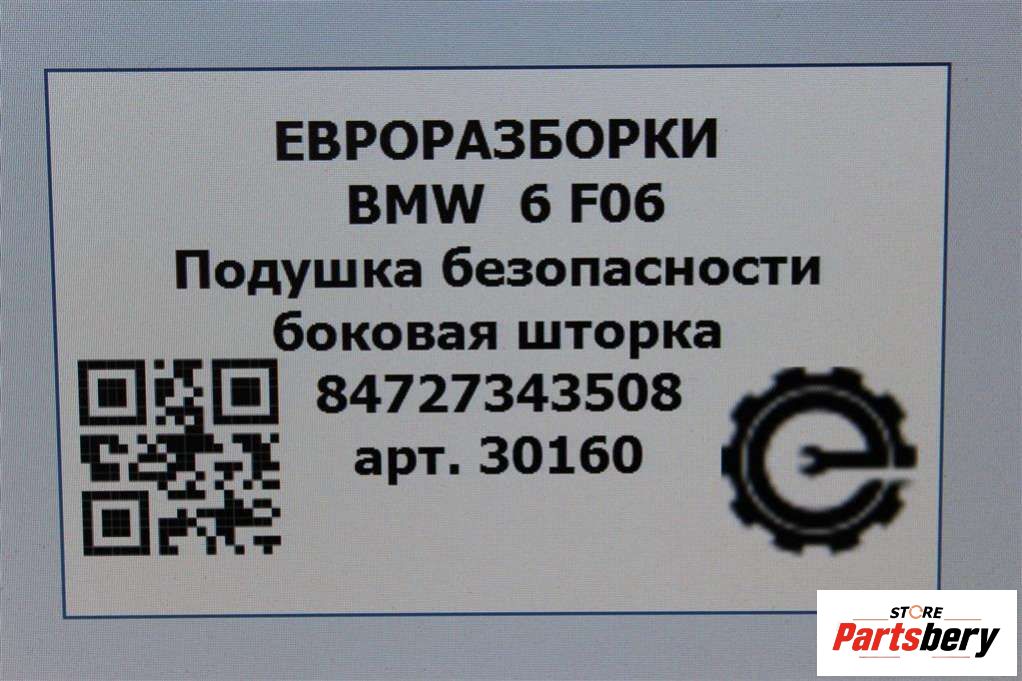 ЕВРОРАЗБОРКИ
BMW 6 F06
Подушка безопасности
боковая шторка
84727343508
арт. 30160
STORE
Partsbery